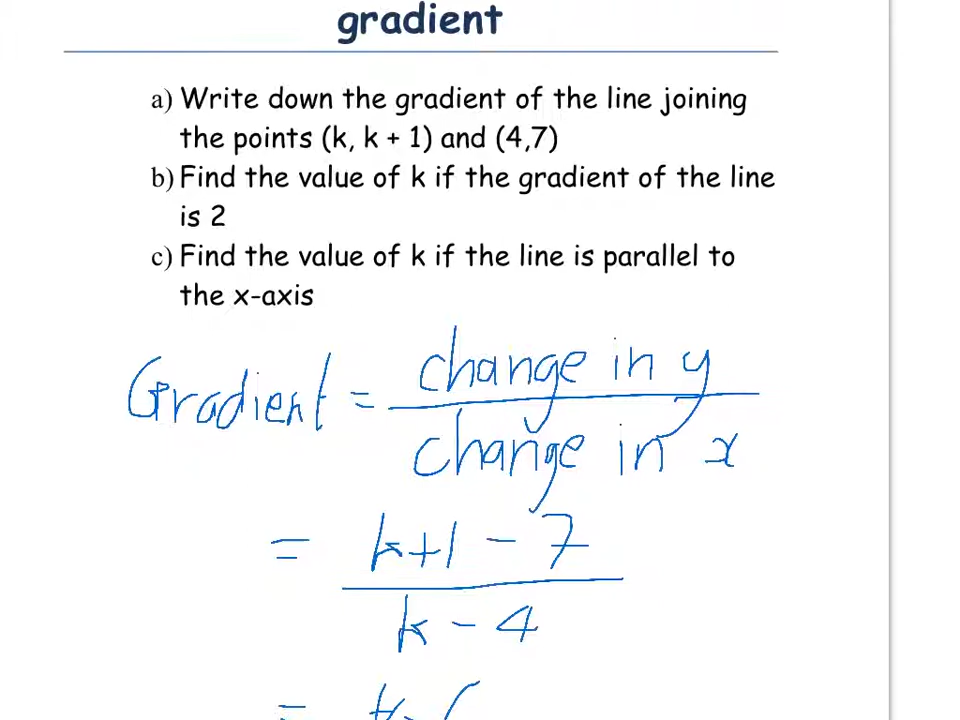 gradient
a) Write down the gradient of the line joining
the points (k, k + 1) and (4,7)
b) Find the value of k if the gradient of the line
is 2
c) Find the value of k if the line is parallel to
the x-axis
Gradient = change in y
change in x
= k+1 - 7
k - 4
=